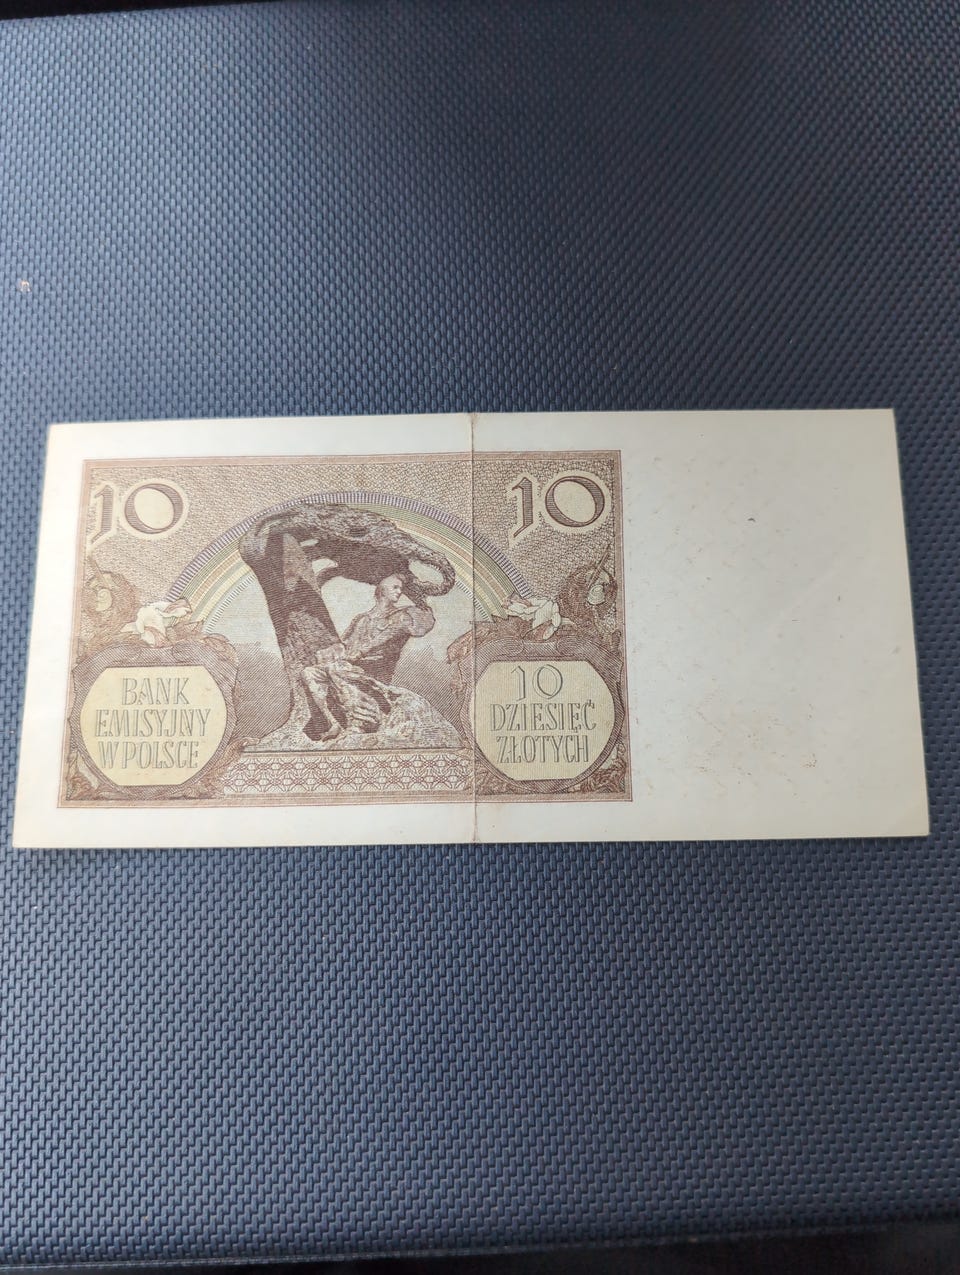 10
10
BANK
EMISYJNY
W POLSCE
10
DZIESIĘĆ
ZŁOTYCH